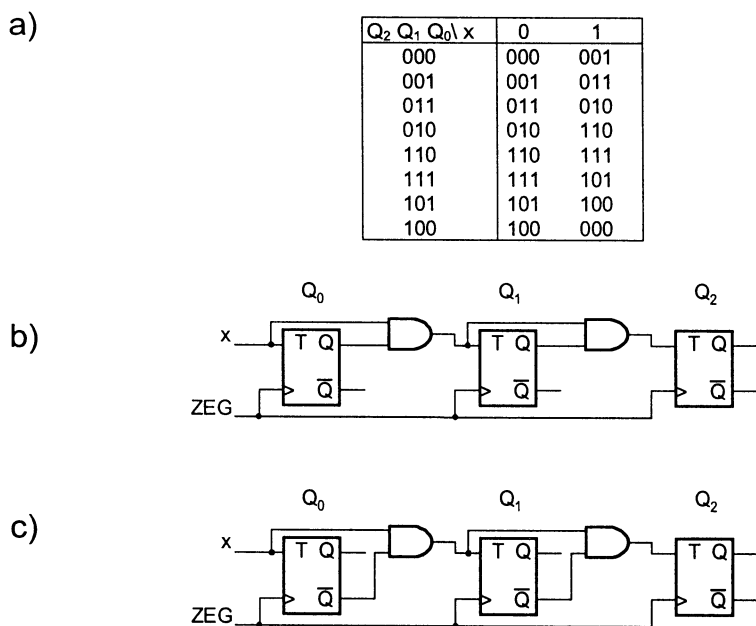 a)
Q₂ Q₁ Q₀\ x 0 1
000 000 001
001 001 011
011 011 010
010 010 110
110 110 111
111 111 101
101 101 100
100 100 000
b)
Q₀ Q₁ Q₂
x T Q T Q T Q
Q̅ Q̅ Q̅
ZEG
c)
Q₀ Q₁ Q₂
x T Q T Q T Q
Q̅ Q̅ Q̅
ZEG